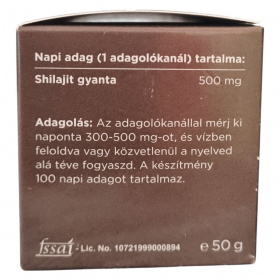 Napi adag (1 adagolókanál) tartalma:
Shilajit gyanta 500 mg
Adagolás: Az adagolókanállal mérj ki
naponta 300-500 mg-ot, és vízben
feloldva vagy közvetlenül a nyelved
alá téve fogyaszd. A készítmény
100 napi adagot tartalmaz.
fssai Lic. No. 10721999000894
e 50 g